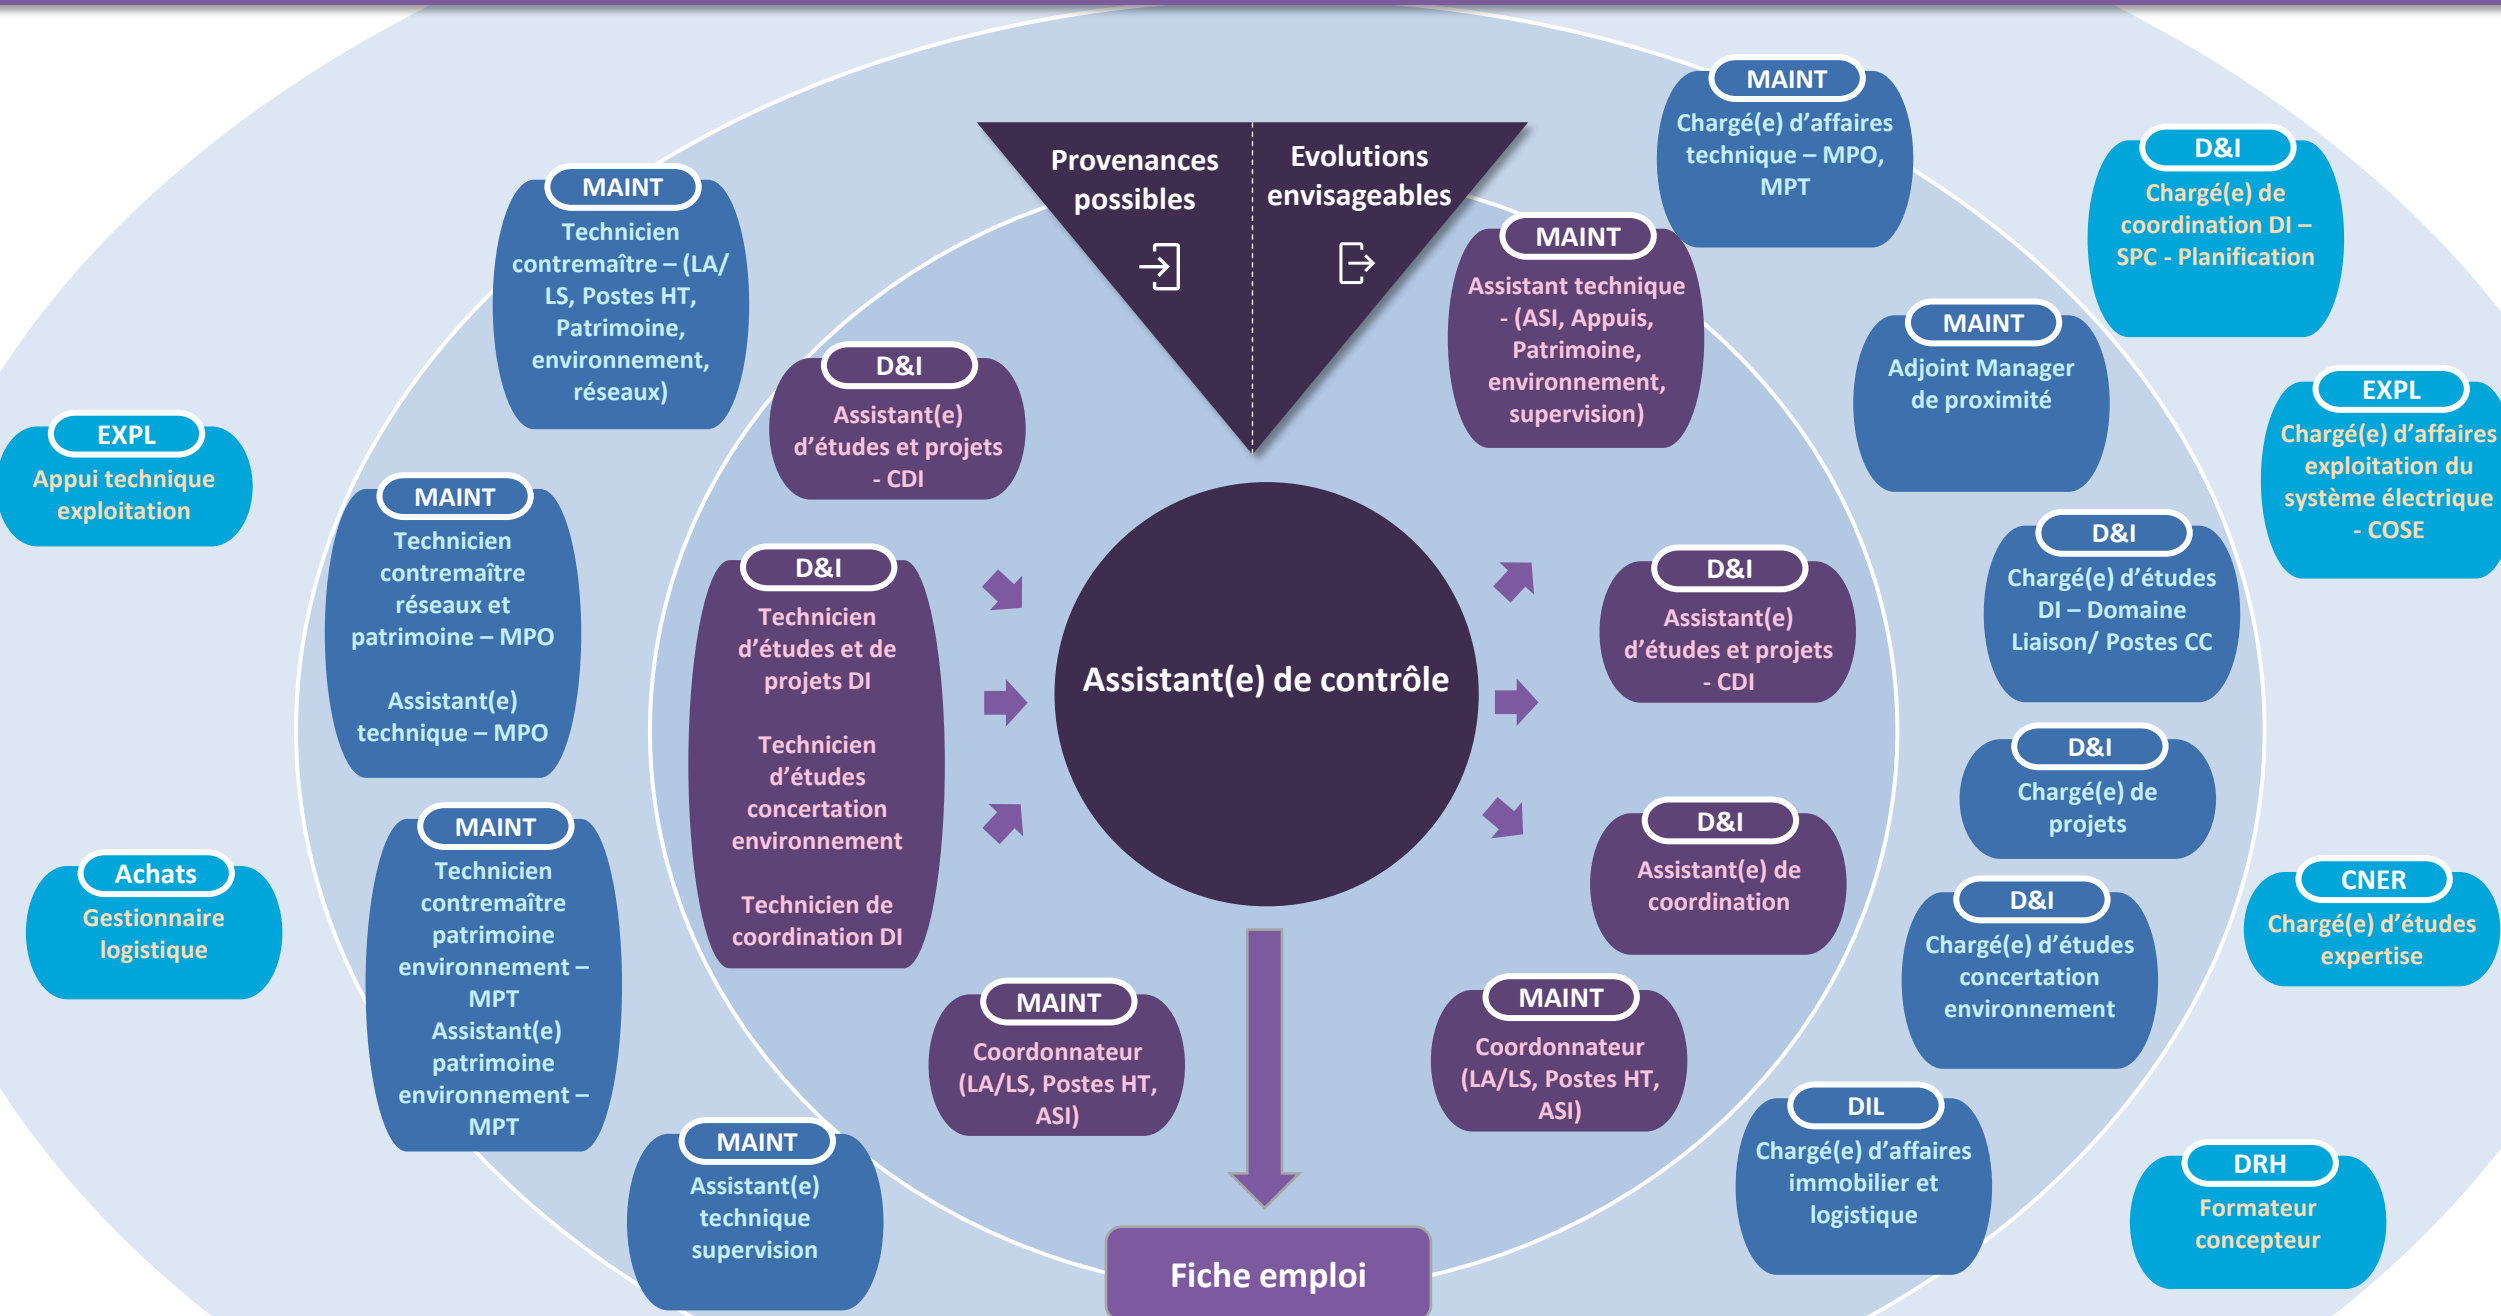 Provenances
possibles
Evolutions
envisageables
MAINT
Technicien
contremaître – (LA/
LS, Postes HT,
Patrimoine,
environnement,
réseaux)
D&I
Assistant(e)
d’études et projets
- CDI
EXPL
Appui technique
exploitation
MAINT
Technicien
contremaître
réseaux et
patrimoine – MPO
Assistant(e)
technique – MPO
D&I
Technicien
d’études et de
projets DI
Technicien
d’études
concertation
environnement
Technicien de
coordination DI
Achats
Gestionnaire
logistique
MAINT
Technicien
contremaître
patrimoine
environnement –
MPT
Assistant(e)
patrimoine
environnement –
MPT
MAINT
Coordonnateur
(LA/LS, Postes HT,
ASI)
MAINT
Assistant(e)
technique
supervision
Assistant(e) de contrôle
Fiche emploi
MAINT
Chargé(e) d’affaires
technique – MPO,
MPT
MAINT
Assistant technique
- (ASI, Appuis,
Patrimoine,
environnement,
supervision)
D&I
Chargé(e) de
coordination DI –
SPC - Planification
MAINT
Adjoint Manager
de proximité
EXPL
Chargé(e) d’affaires
exploitation du
système électrique
- COSE
D&I
Chargé(e) d’études
DI – Domaine
Liaison/ Postes CC
D&I
Assistant(e)
d’études et projets
- CDI
D&I
Chargé(e) de
projets
D&I
Assistant(e) de
coordination
CNER
Chargé(e) d’études
expertise
D&I
Chargé(e) d’études
concertation
environnement
MAINT
Coordonnateur
(LA/LS, Postes HT,
ASI)
DIL
Chargé(e) d’affaires
immobilier et
logistique
DRH
Formateur
concepteur